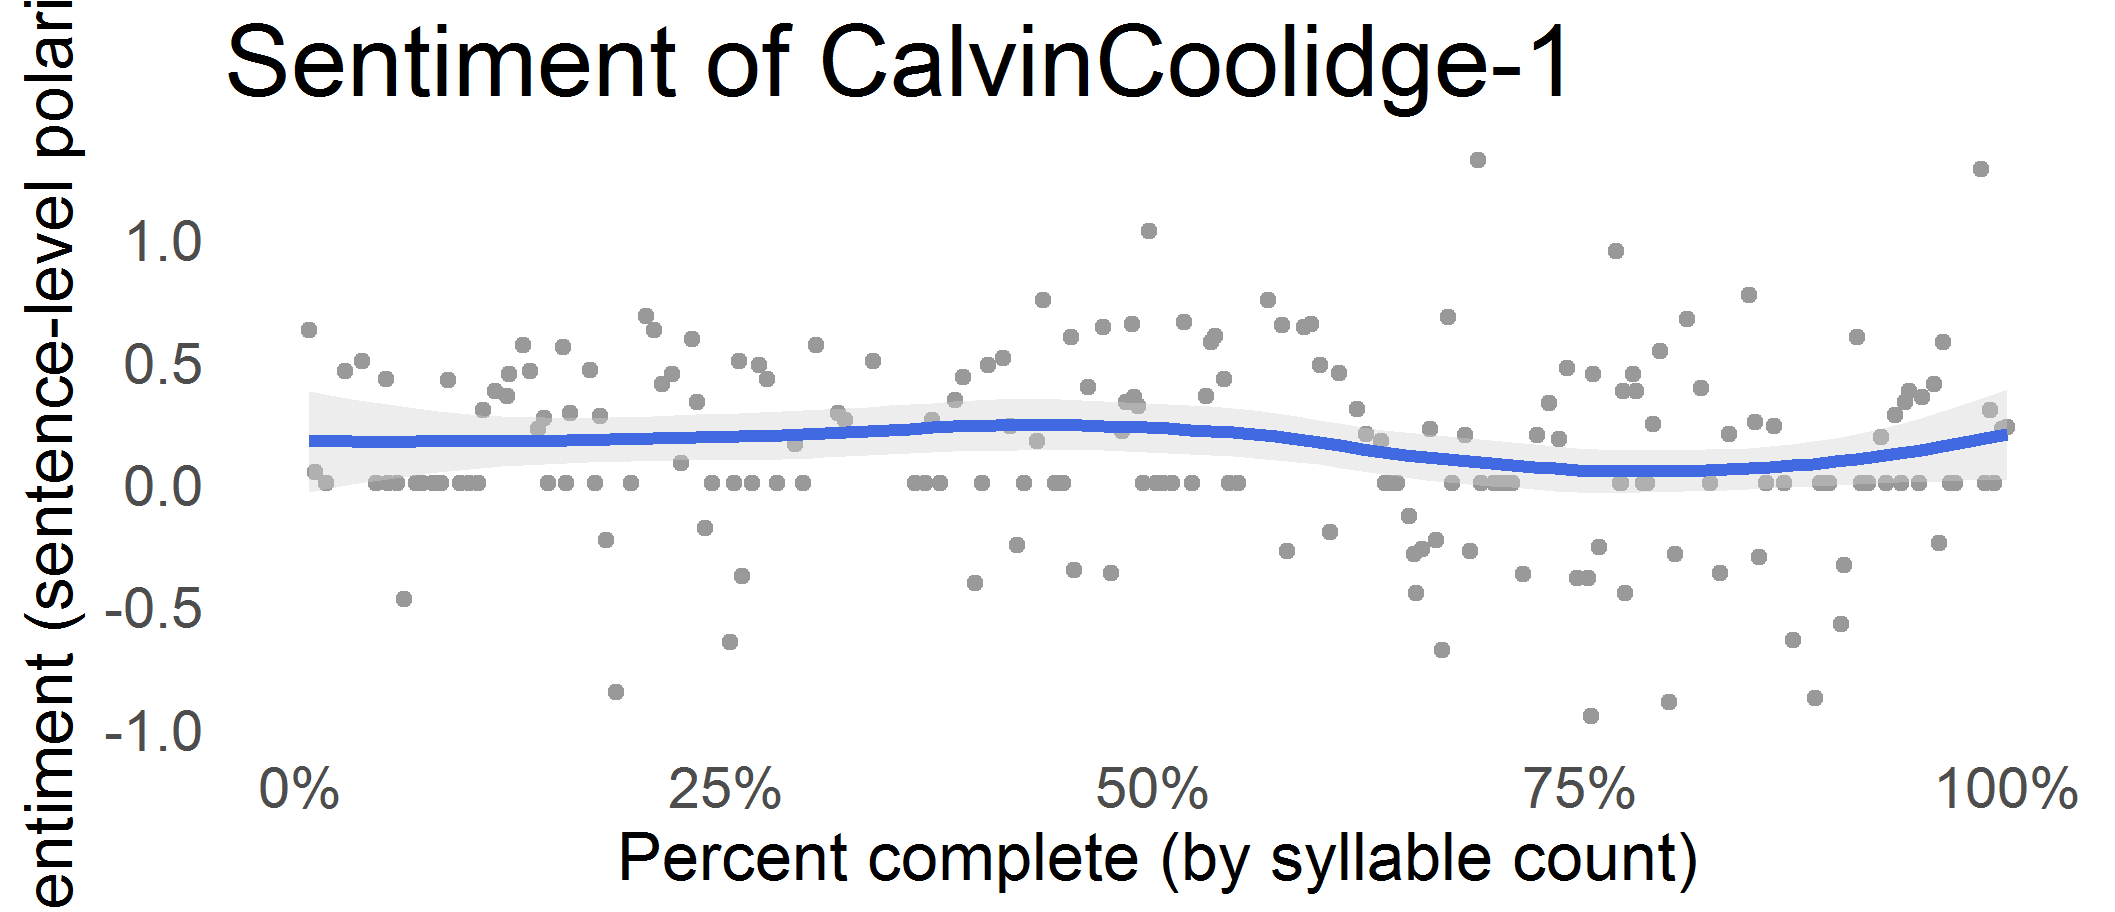 Sentiment of CalvinCoolidge-1
entiment (sentence-level polari
1.0
0.5
0.0
-0.5
-1.0
0% 25% 50% 75% 100%
Percent complete (by syllable count)